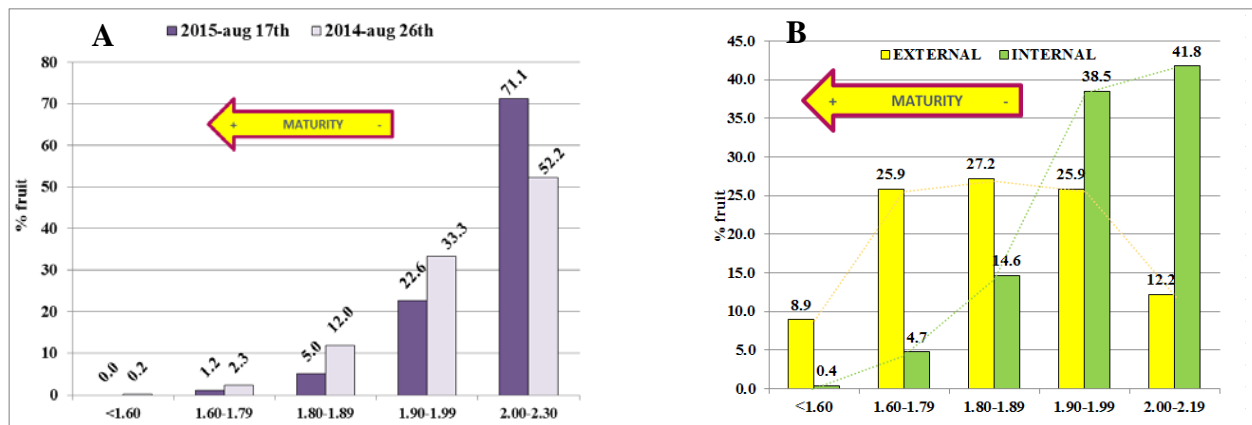 A
2015-aug 17th 2014-aug 26th
80
70
60
50
40
30
20
10
0
% fruit
+ MATURITY -
0.0 0.2 1.2 2.3 5.0 12.0 22.6 33.3 71.1 52.2
<1.60 1.60-1.79 1.80-1.89 1.90-1.99 2.00-2.30
B
EXTERNAL INTERNAL
45.0
40.0
35.0
30.0
25.0
20.0
15.0
10.0
5.0
0.0
% fruit
+ MATURITY -
8.9 0.4 25.9 4.7 27.2 14.6 25.9 38.5 12.2 41.8
<1.60 1.60-1.79 1.80-1.89 1.90-1.99 2.00-2.19